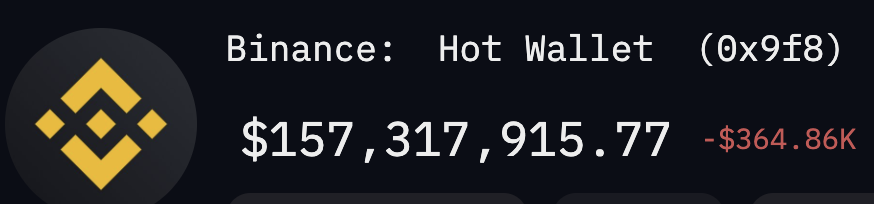 Binance: Hot Wallet (0x9f8)
$157,317,915.77 -$364.86K